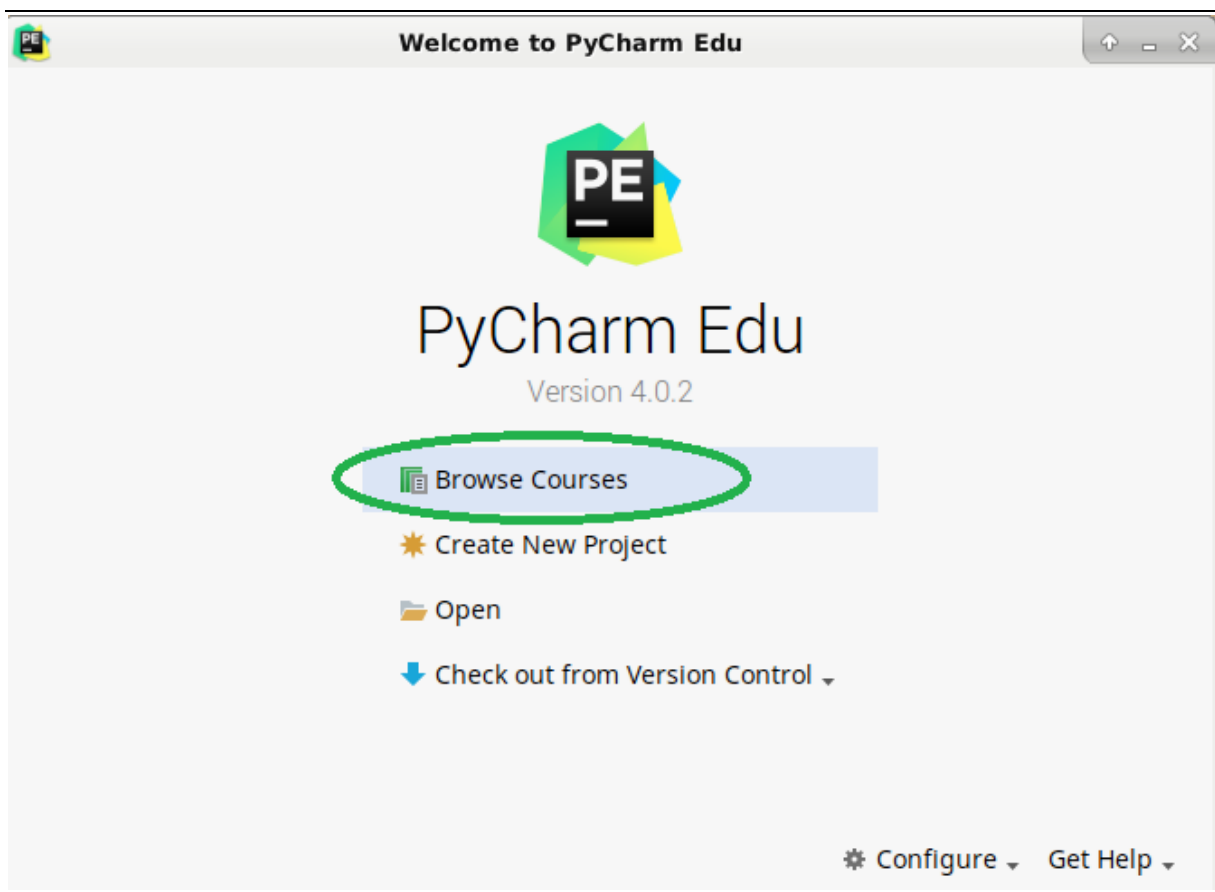 Welcome to PyCharm Edu
PE
PyCharm Edu
Version 4.0.2
Browse Courses
Create New Project
Open
Check out from Version Control
Configure Get Help